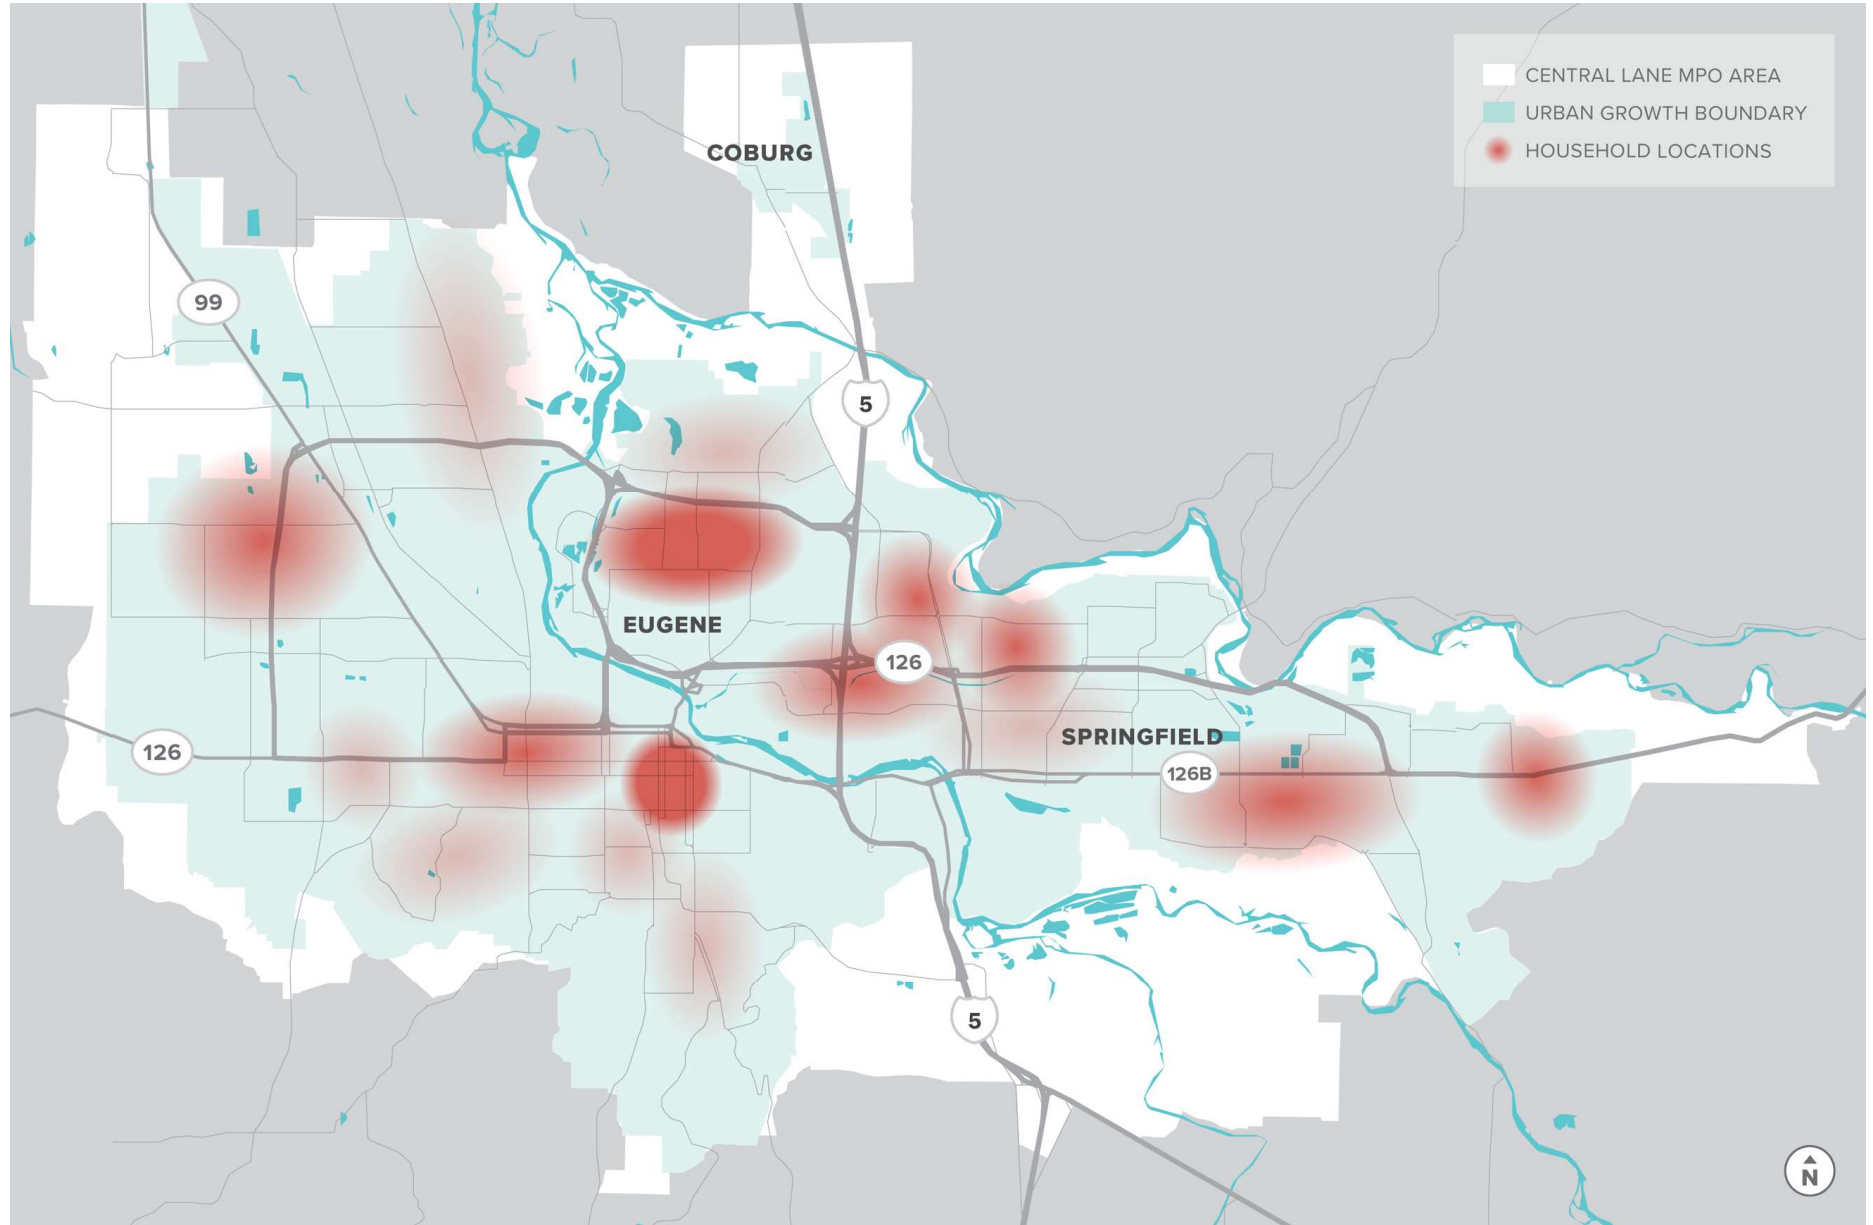 CENTRAL LANE MPO AREA
URBAN GROWTH BOUNDARY
HOUSEHOLD LOCATIONS
COBURG
99
5
EUGENE
126
SPRINGFIELD
126
126B
5
N